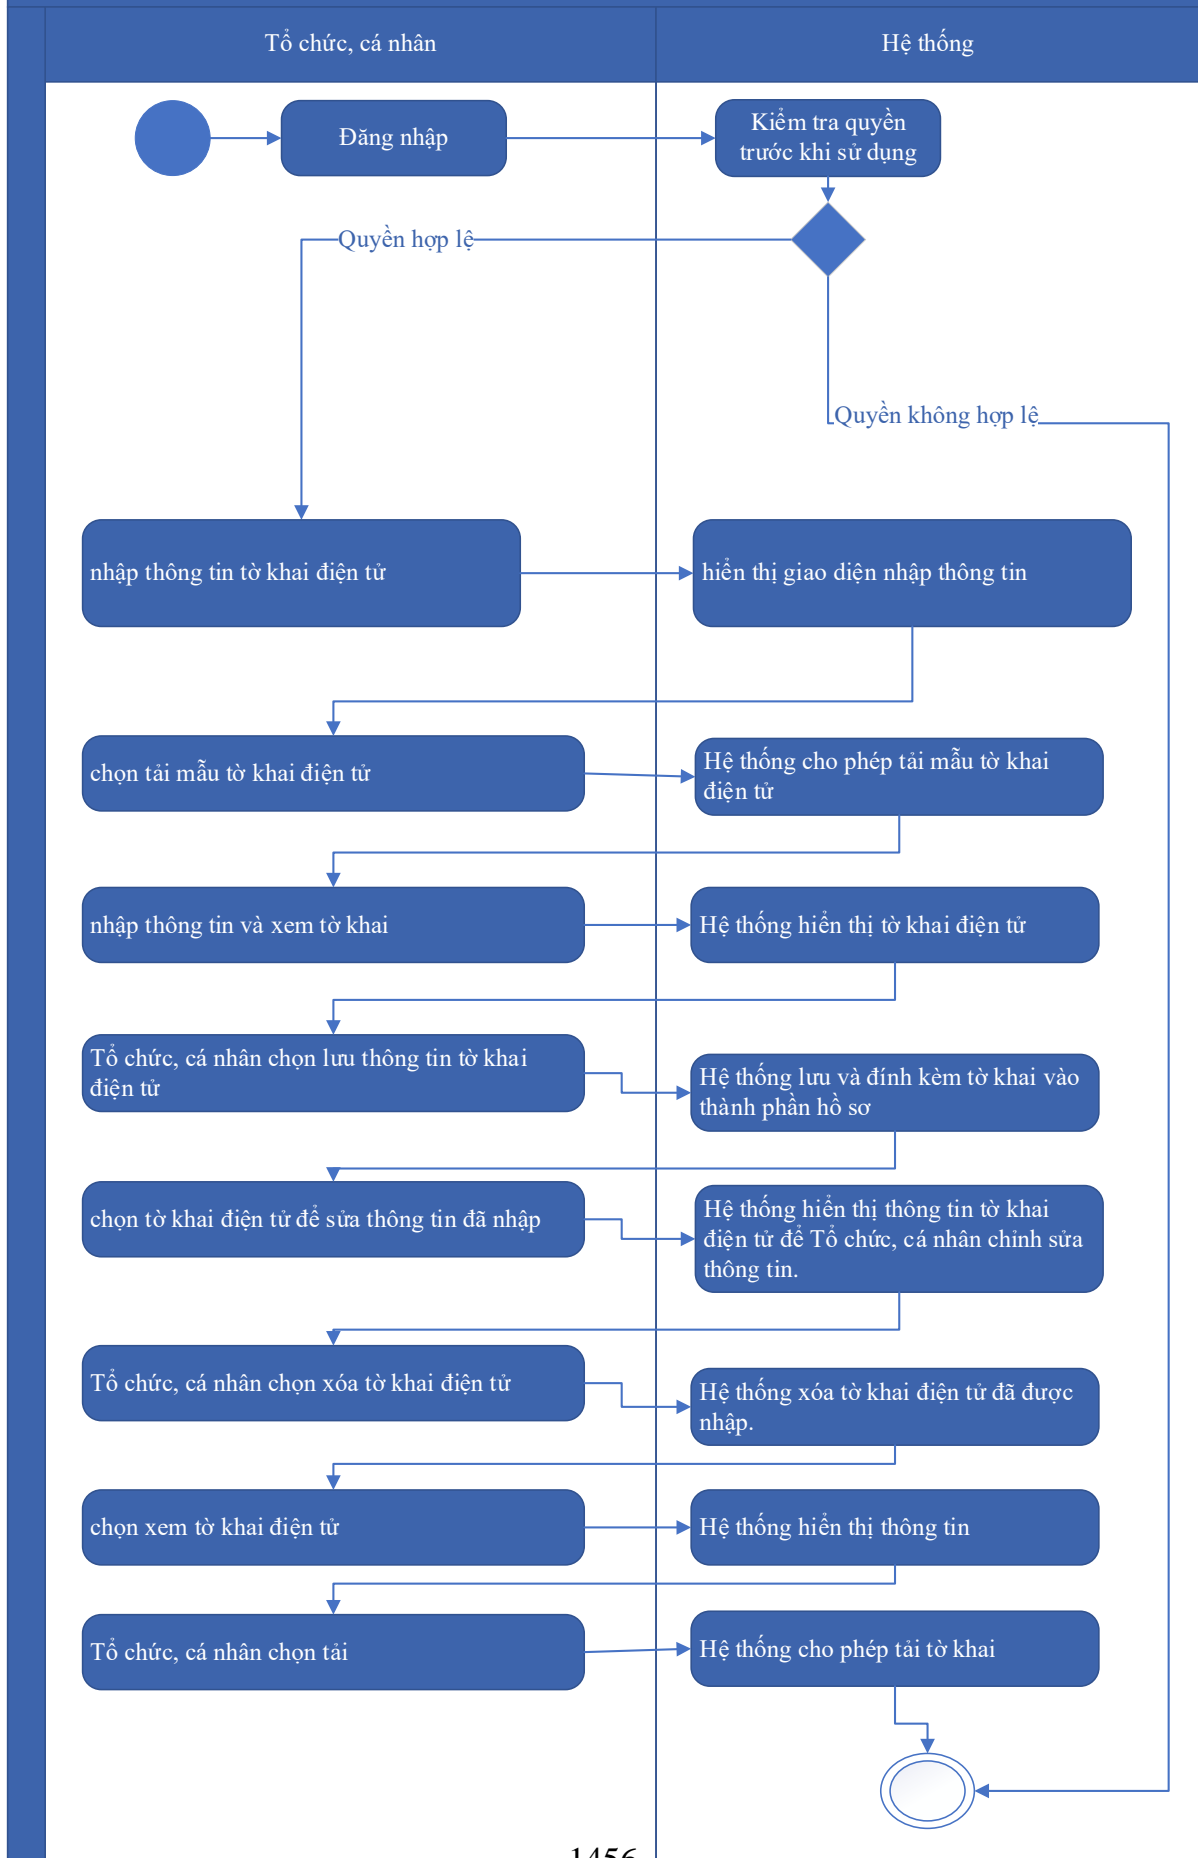 Tổ chức, cá nhân
Hệ thống
Đăng nhập
Kiểm tra quyền
trước khi sử dụng
Quyền hợp lệ
Quyền không hợp lệ
nhập thông tin tờ khai điện tử
hiển thị giao diện nhập thông tin
chọn tải mẫu tờ khai điện tử
Hệ thống cho phép tải mẫu tờ khai
điện tử
nhập thông tin và xem tờ khai
Hệ thống hiển thị tờ khai điện tử
Tổ chức, cá nhân chọn lưu thông tin tờ khai
điện tử
Hệ thống lưu và đính kèm tờ khai vào
thành phần hồ sơ
chọn tờ khai điện tử để sửa thông tin đã nhập
Hệ thống hiển thị thông tin tờ khai
điện tử để Tổ chức, cá nhân chỉnh sửa
thông tin.
Tổ chức, cá nhân chọn xóa tờ khai điện tử
Hệ thống xóa tờ khai điện tử đã được
nhập.
chọn xem tờ khai điện tử
Hệ thống hiển thị thông tin
Tổ chức, cá nhân chọn tải
Hệ thống cho phép tải tờ khai
1456